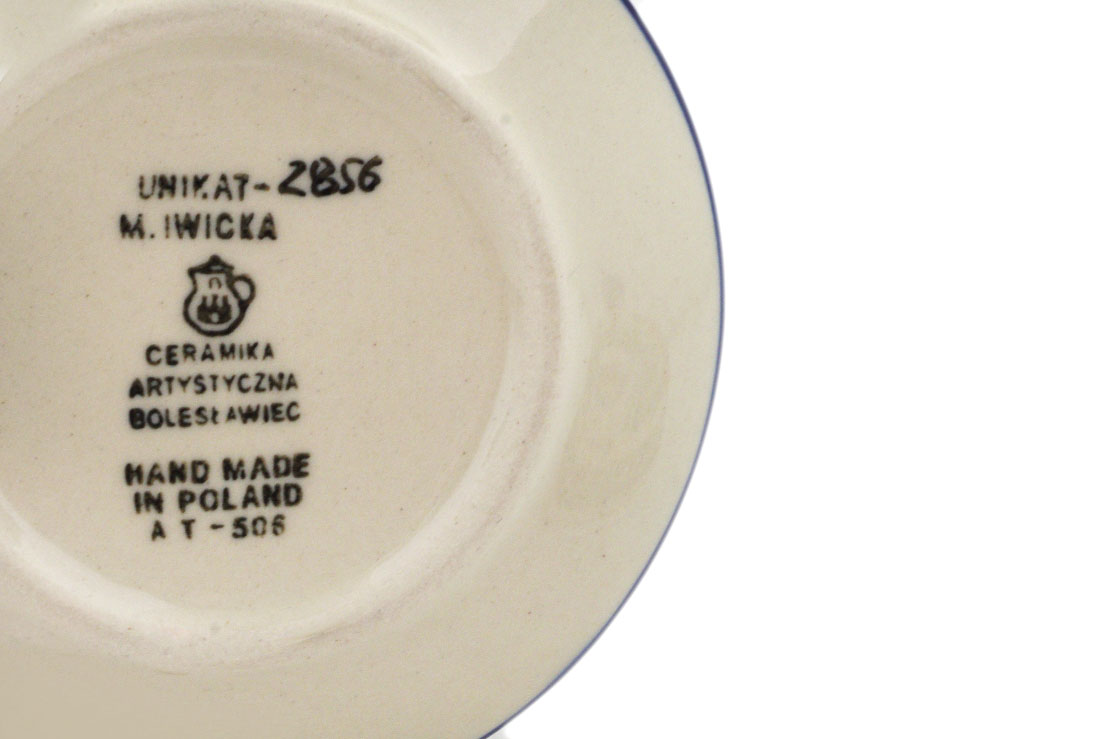 UNIKAT-2856
M. IWICKA
CERAMIKA
ARTYSTYCZNA
BOLESŁAWIEC
HAND MADE
IN POLAND
A T -506